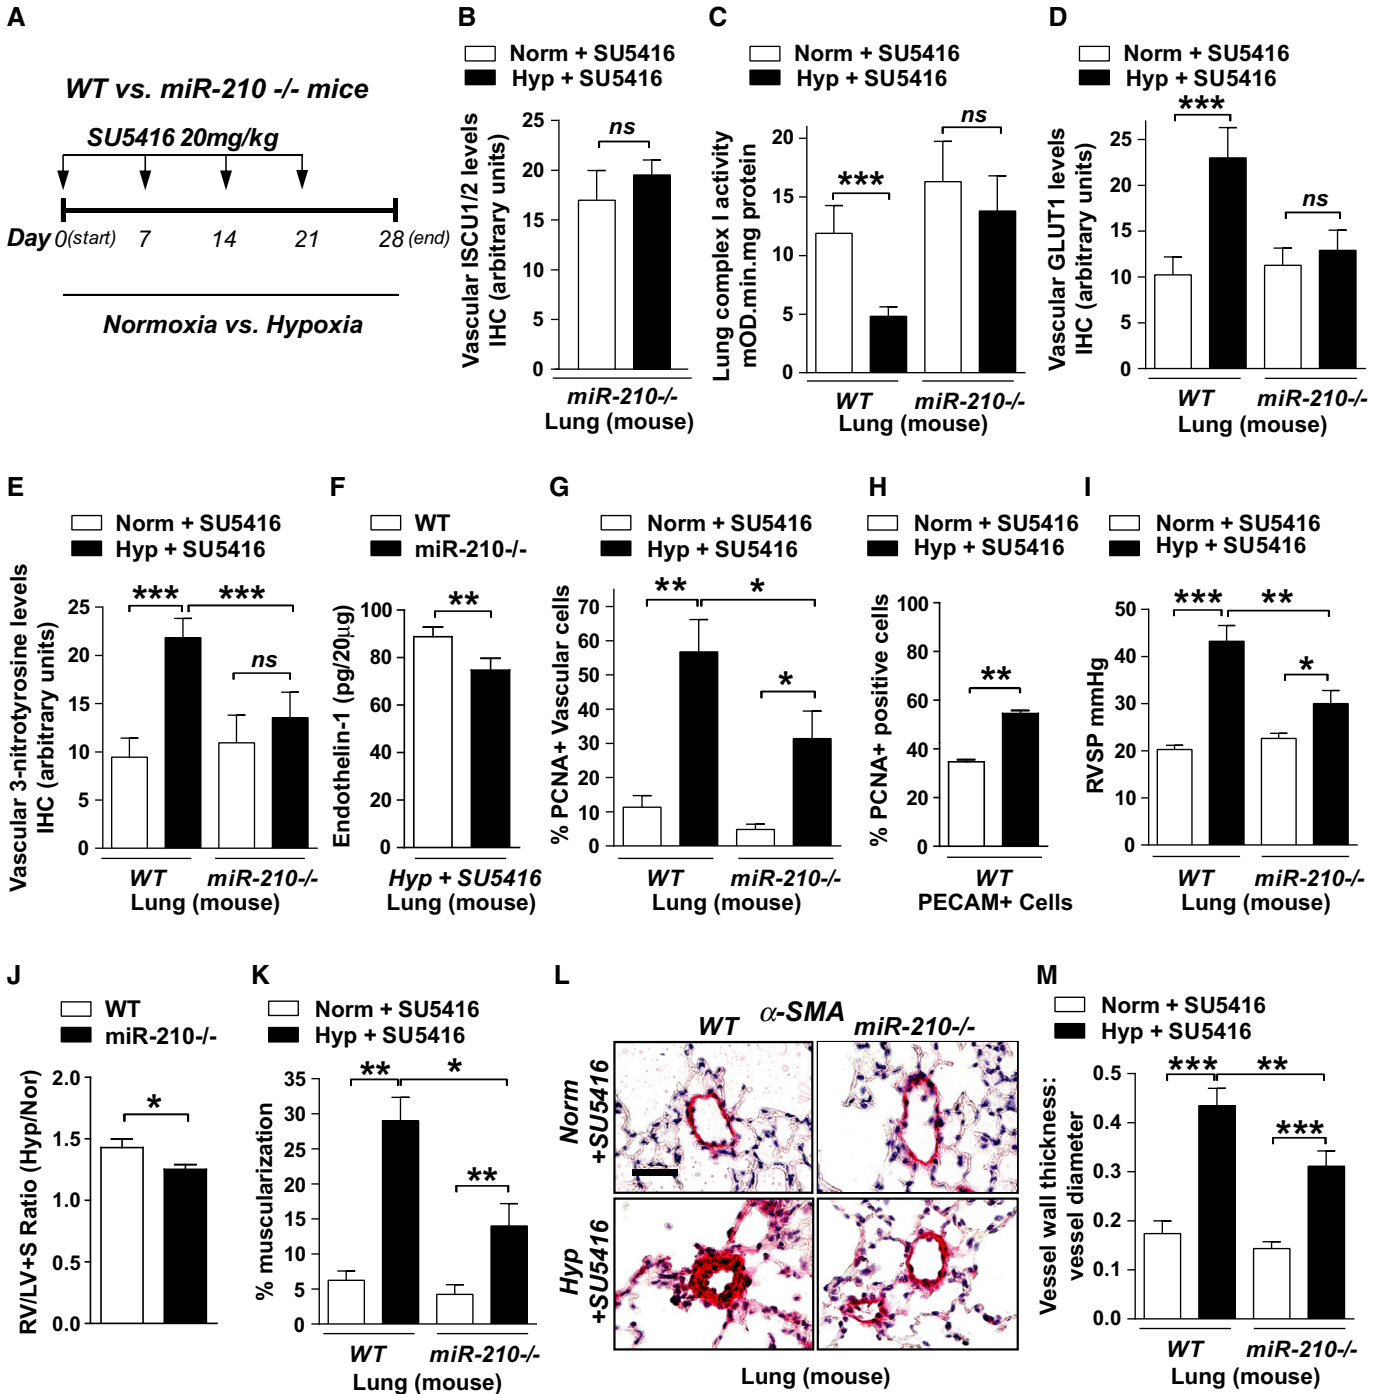 A
WT vs. miR-210 -/- mice
SU5416 20mg/kg
Day 0(start) 7 14 21 28 (end)
Normoxia vs. Hypoxia
B
Norm + SU5416
Hyp + SU5416
Vascular ISCU1/2 levels
IHC (arbitrary units)
25
20
15
10
5
0
ns
miR-210-/-
Lung (mouse)
C
Norm + SU5416
Hyp + SU5416
Lung complex I activity
mOD.min.mg protein
20
15
10
5
0
***
ns
WT miR-210-/-
Lung (mouse)
D
Norm + SU5416
Hyp + SU5416
Vascular GLUT1 levels
IHC (arbitrary units)
25
20
15
10
5
0
***
ns
WT miR-210-/-
Lung (mouse)
E
Norm + SU5416
Hyp + SU5416
Vascular 3-nitrotyrosine levels
IHC (arbitrary units)
25
20
15
10
5
0
*** ***
ns
WT miR-210-/-
Lung (mouse)
F
WT
miR-210-/-
Endothelin-1 (pg/20µg)
100
80
60
40
20
0
**
Hyp + SU5416
Lung (mouse)
G
Norm + SU5416
Hyp + SU5416
% PCNA+ Vascular cells
70
60
50
40
30
20
10
0
** *
*
WT miR-210-/-
Lung (mouse)
H
Norm + SU5416
Hyp + SU5416
% PCNA+ positive cells
100
80
60
40
20
0
**
WT
PECAM+ Cells
I
Norm + SU5416
Hyp + SU5416
RVSP mmHg
50
40
30
20
10
0
*** **
*
WT miR-210-/-
Lung (mouse)
J
WT
miR-210-/-
RV/LV+S Ratio (Hyp/Nor)
2.0
1.5
1.0
0.5
0.0
*
K
Norm + SU5416
Hyp + SU5416
% muscularization
35
30
25
20
15
10
5
0
** *
**
WT miR-210-/-
Lung (mouse)
L
α-SMA
WT miR-210-/-
Norm
+SU5416
Hyp
+SU5416
Lung (mouse)
M
Norm + SU5416
Hyp + SU5416
Vessel wall thickness:
vessel diameter
0.5
0.4
0.3
0.2
0.1
0.0
*** **
***
WT miR-210-/-
Lung (mouse)